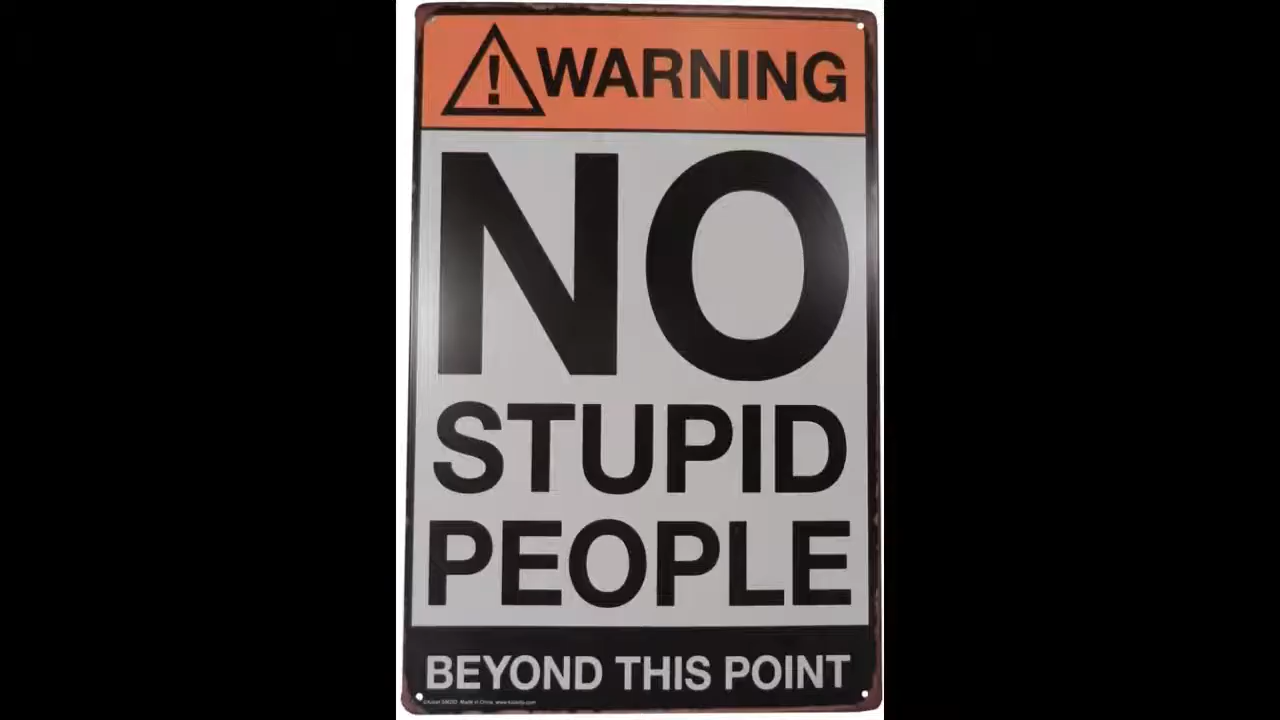 WARNING
NO
STUPID
PEOPLE
BEYOND THIS POINT